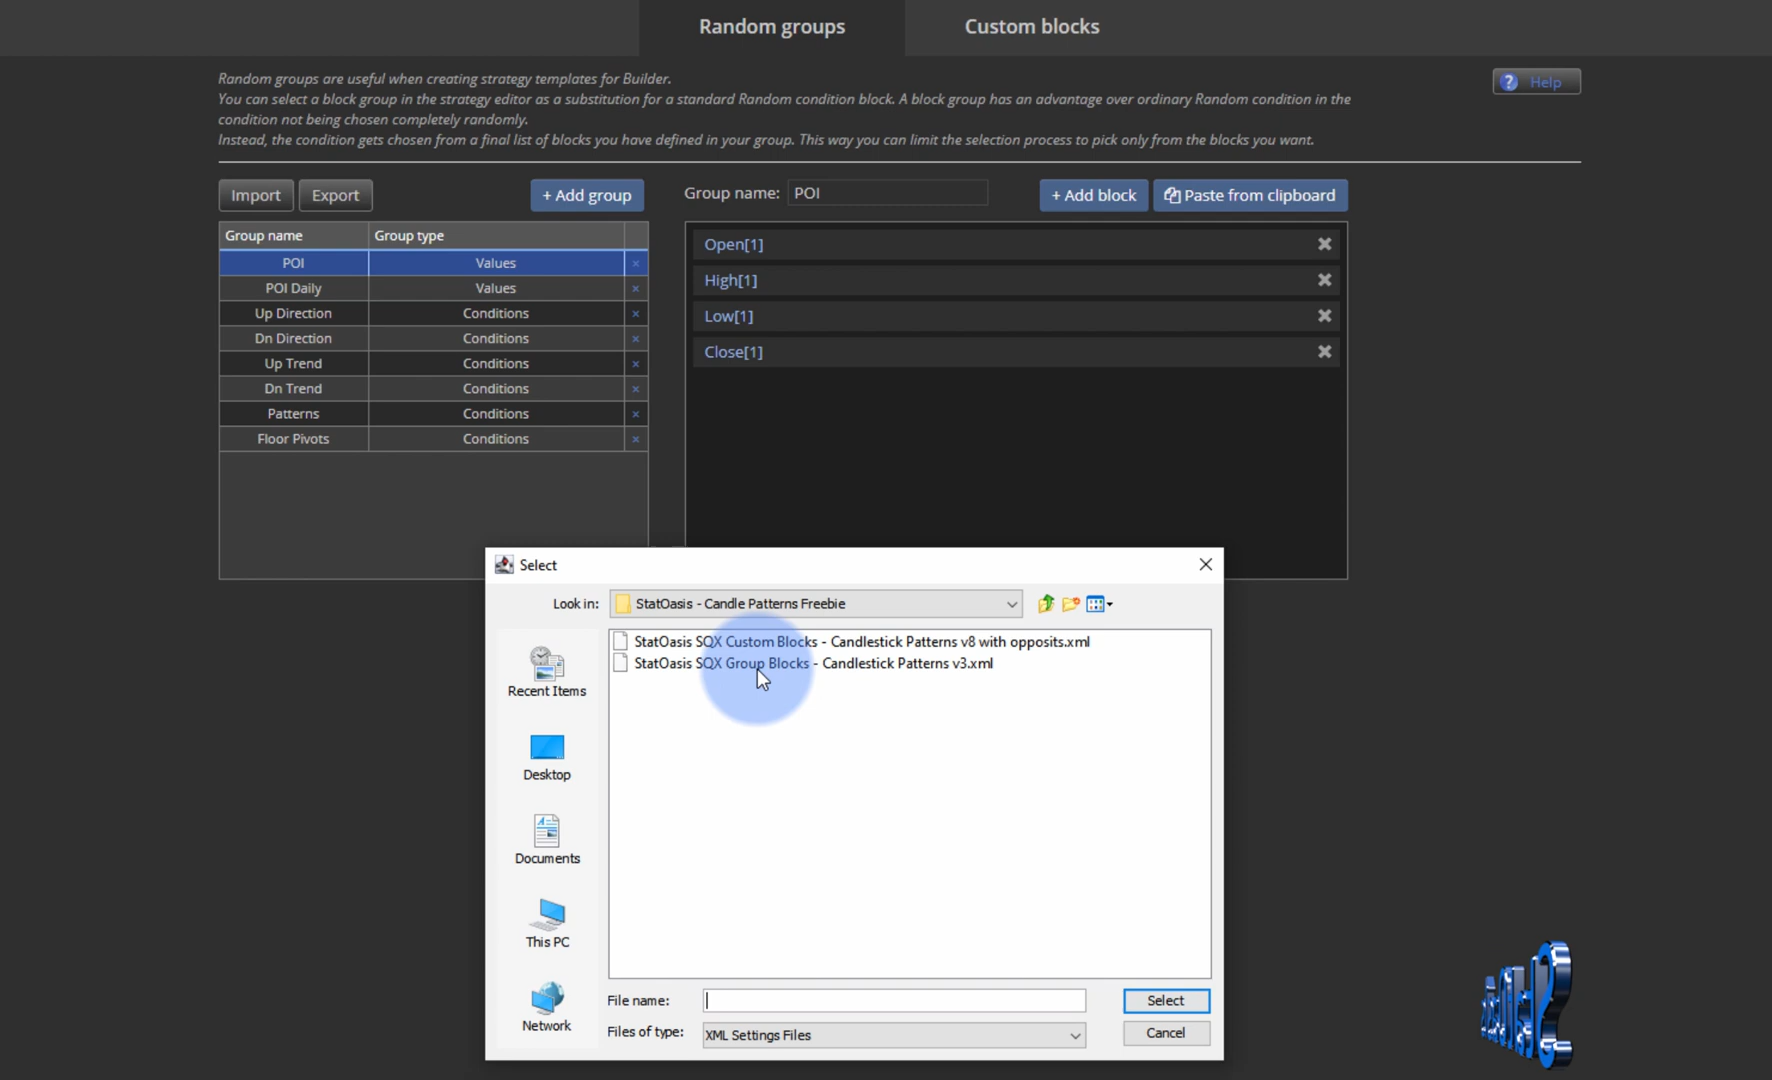 Random groups
Custom blocks
Random groups are useful when creating strategy templates for Builder.
You can select a block group in the strategy editor as a substitution for a standard Random condition block. A block group has an advantage over ordinary Random condition in the
condition not being chosen completely randomly.
Instead, the condition gets chosen from a final list of blocks you have defined in your group. This way you can limit the selection process to pick only from the blocks you want.
? Help
Import
Export
+ Add group
Group name: POI
+ Add block
Paste from clipboard
Group name Group type
POI Values
POI Daily Values
Up Direction Conditions
Dn Direction Conditions
Up Trend Conditions
Dn Trend Conditions
Patterns Conditions
Floor Pivots Conditions
Open[1]
High[1]
Low[1]
Close[1]
Select
Look in: StatOasis - Candle Patterns Freebie
StatOasis SQX Custom Blocks - Candlestick Patterns v8 with opposits.xml
StatOasis SQX Group Blocks - Candlestick Patterns v3.xml
Recent Items
Desktop
Documents
This PC
Network
File name:
Select
Files of type: XML Settings Files
Cancel